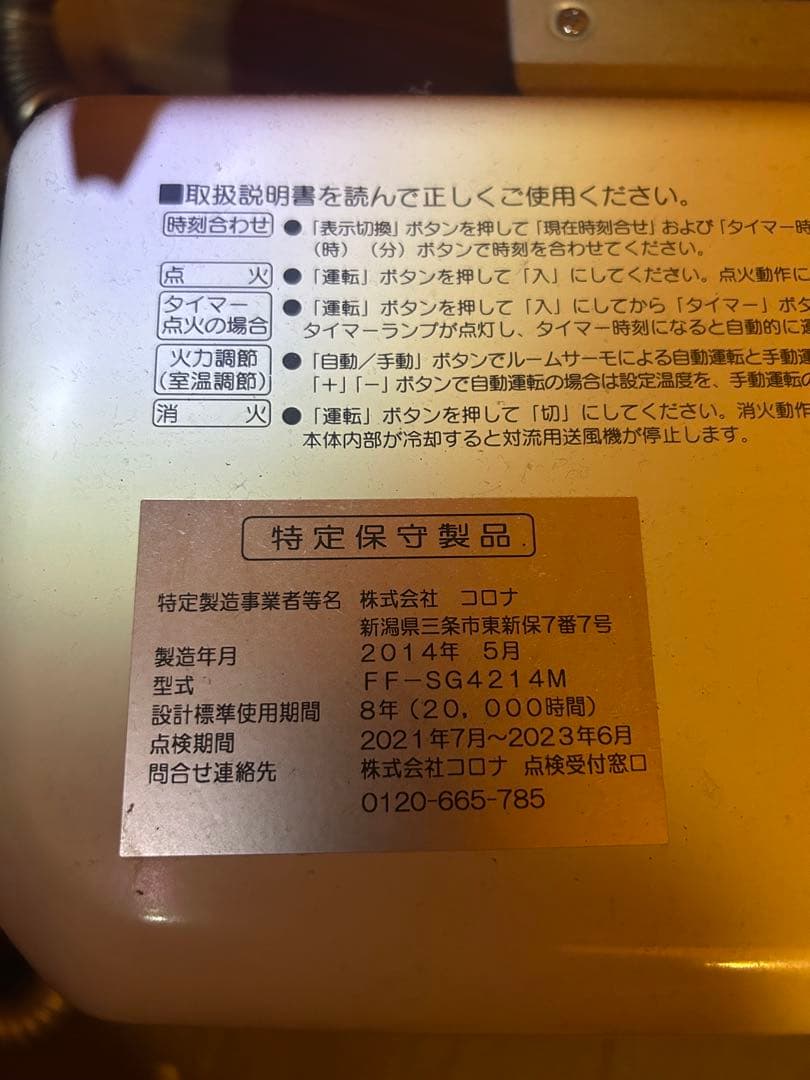 ■取扱説明書を読んで正しくご使用ください。
時刻合わせ ●「表示切換」ボタンを押して「現在時刻合せ」および「タイマー時
（時）（分）ボタンで時刻を合わせてください。
点 火 ●「運転」ボタンを押して「入」にしてください。点火動作に
タイマー点火の場合 ●「運転」ボタンを押して「入」にしてから「タイマー」ボタ
タイマーランプが点灯し、タイマー時刻になると自動的に運
火力調節（室温調節） ●「自動／手動」ボタンでルームサーモによる自動運転と手動運
「＋」「－」ボタンで自動運転の場合は設定温度を、手動運転の
消 火 ●「運転」ボタンを押して「切」にしてください。消火動作
本体内部が冷却すると対流用送風機が停止します。
特定保守製品
特定製造事業者等名 株式会社 コロナ
新潟県三条市東新保7番7号
製造年月 2014年 5月
型式 FF－SG4214M
設計標準使用期間 8年（20，000時間）
点検期間 2021年7月～2023年6月
問合せ連絡先 株式会社コロナ 点検受付窓口
0120-665-785